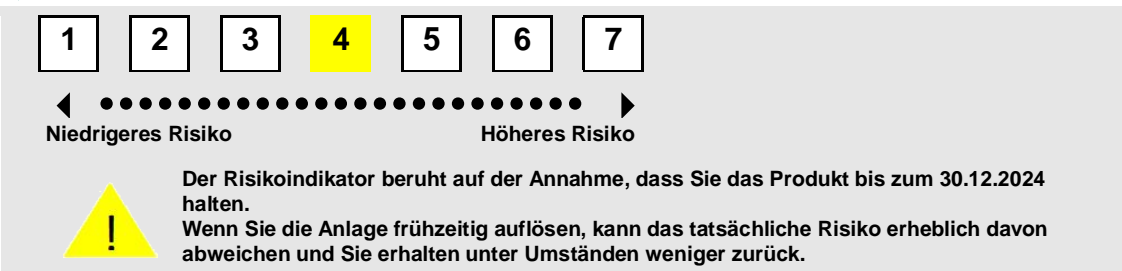 1 2 3 4 5 6 7
Niedrigeres Risiko Höheres Risiko
Der Risikoindikator beruht auf der Annahme, dass Sie das Produkt bis zum 30.12.2024
halten.
Wenn Sie die Anlage frühzeitig auflösen, kann das tatsächliche Risiko erheblich davon
abweichen und Sie erhalten unter Umständen weniger zurück.
!